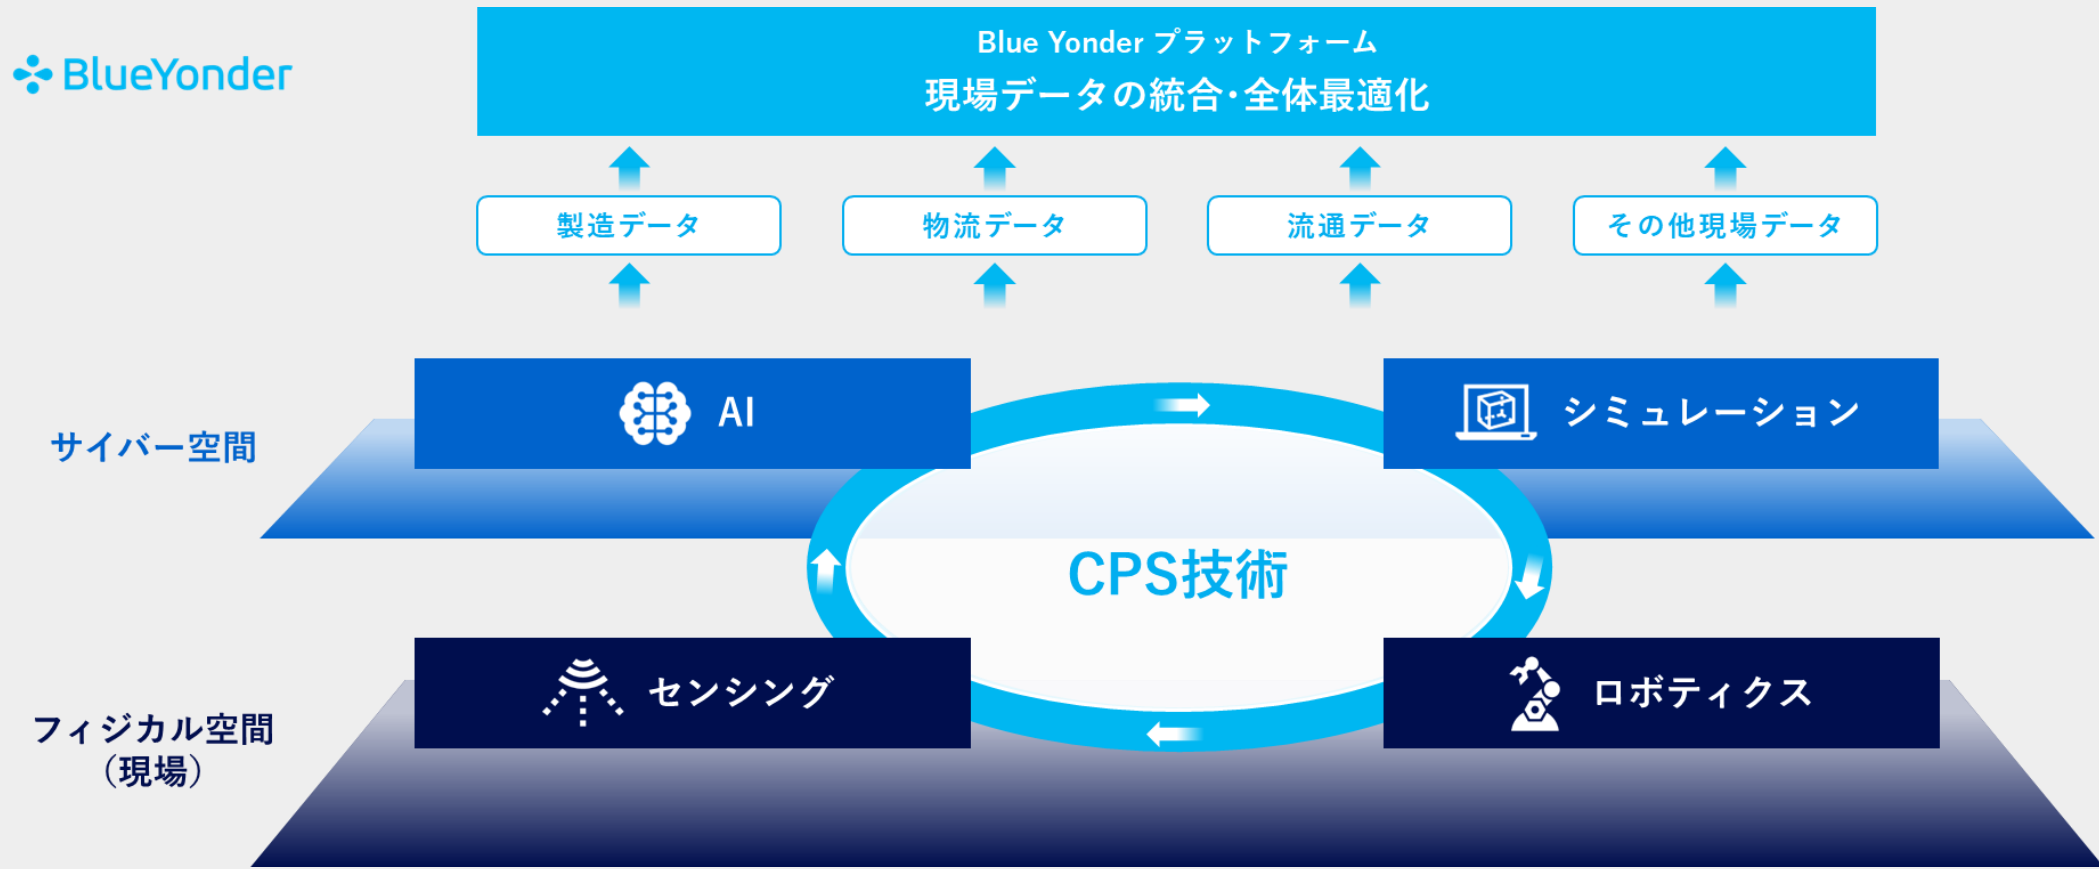 BlueYonder
Blue Yonder プラットフォーム
現場データの統合・全体最適化
製造データ
物流データ
流通データ
その他現場データ
サイバー空間
AI
シミュレーション
CPS技術
フィジカル空間
（現場）
センシング
ロボティクス